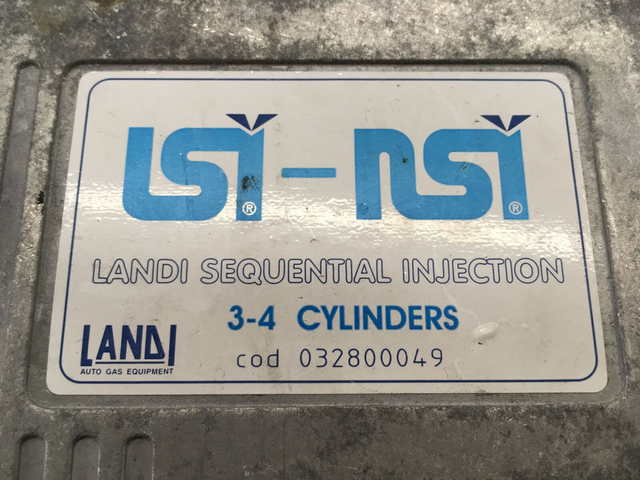 LSI® - NSI®
LANDI SEQUENTIAL INJECTION
3-4 CYLINDERS
cod 032800049
LANDI
AUTO GAS EQUIPMENT